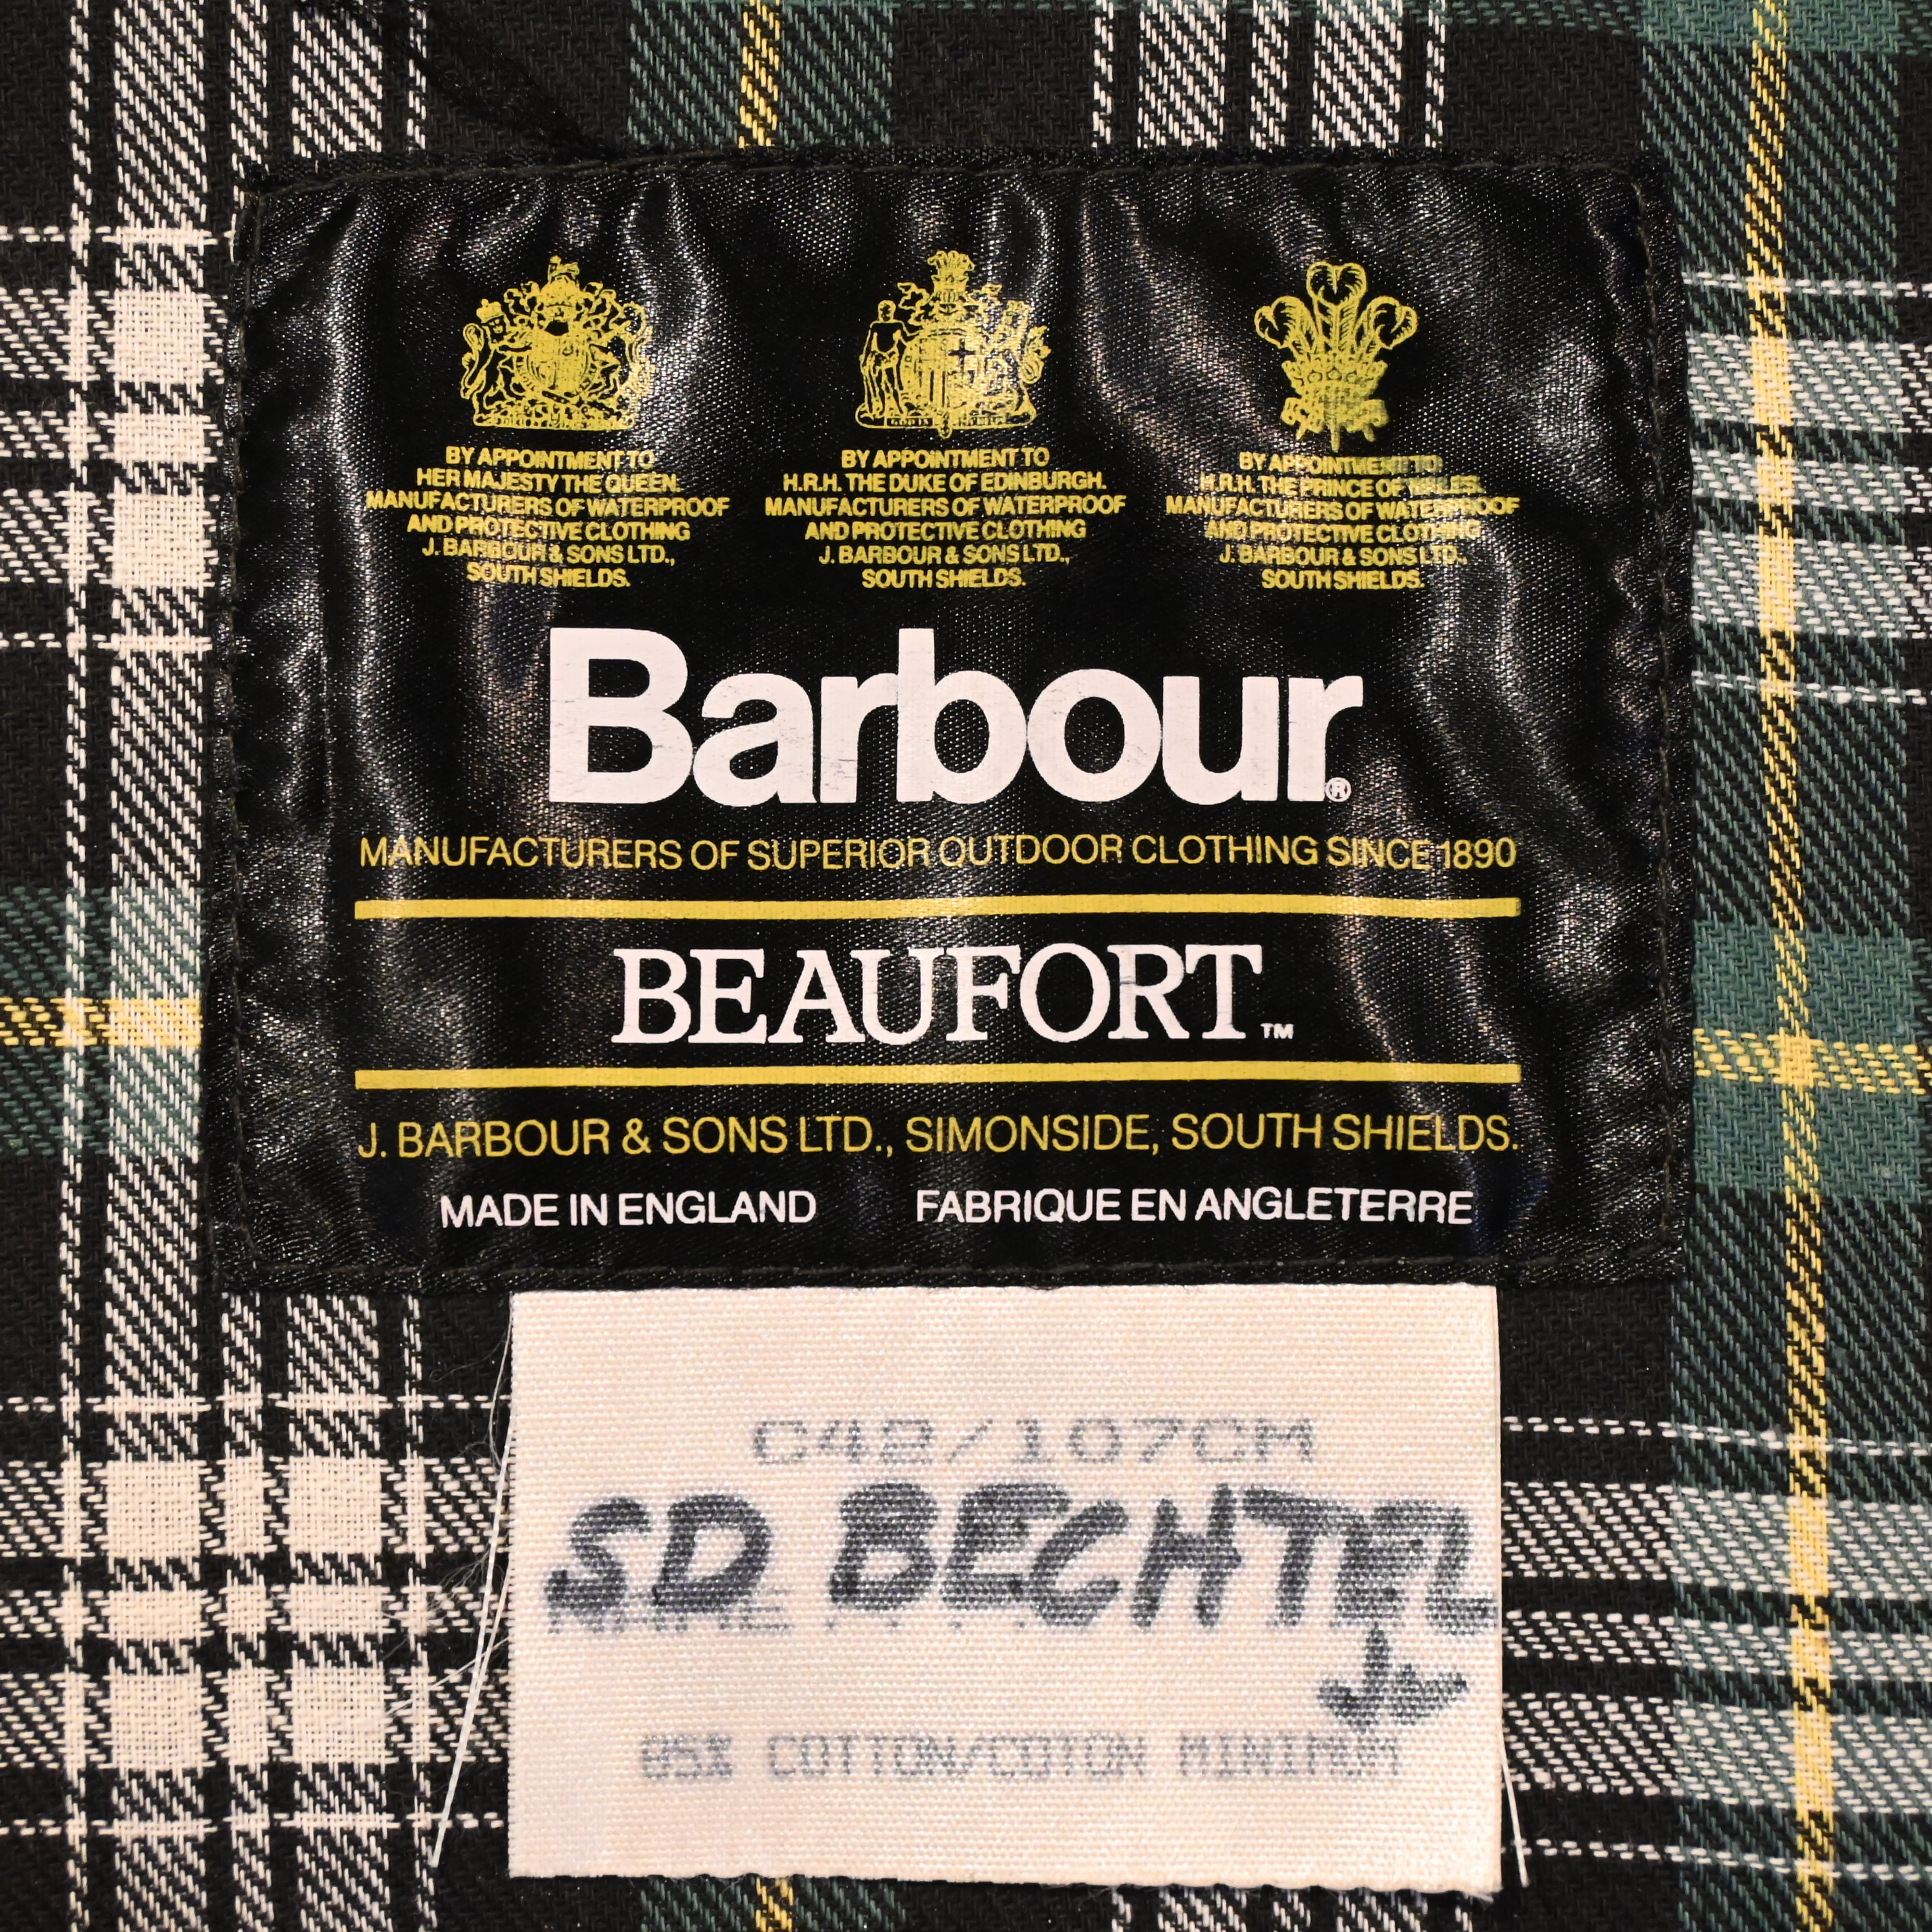 BY APPOINTMENT TO
HER MAJESTY THE QUEEN.
MANUFACTURERS OF WATERPROOF
AND PROTECTIVE CLOTHING
J. BARBOUR & SONS LTD.,
SOUTH SHIELDS.
BY APPOINTMENT TO
H.R.H. THE DUKE OF EDINBURGH.
MANUFACTURERS OF WATERPROOF
AND PROTECTIVE CLOTHING
J. BARBOUR & SONS LTD.,
SOUTH SHIELDS.
BY APPOINTMENT TO
H.R.H. THE PRINCE OF WALES.
MANUFACTURERS OF WATERPROOF
AND PROTECTIVE CLOTHING
J. BARBOUR & SONS LTD.,
SOUTH SHIELDS.
Barbour®
MANUFACTURERS OF SUPERIOR OUTDOOR CLOTHING SINCE 1890
BEAUFORT™
J. BARBOUR & SONS LTD., SIMONSIDE, SOUTH SHIELDS.
MADE IN ENGLAND FABRIQUE EN ANGLETERRE
C42/107CM
SD BECHTEL
Jr
COTTON/COTON MINIMUM